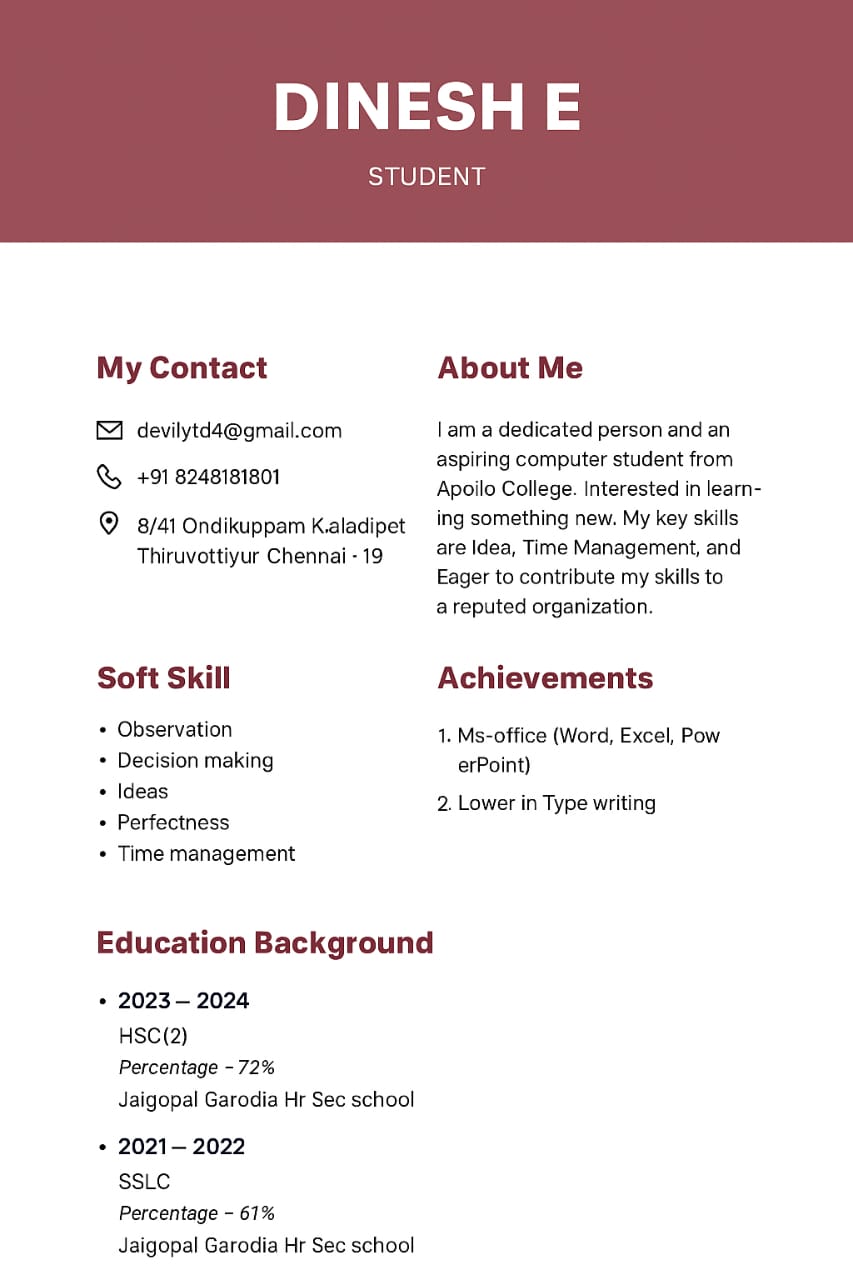 DINESH E
STUDENT
My Contact
devilytd4@gmail.com
+91 8248181801
8/41 Ondikuppam K.aladipet
Thiruvottiyur Chennai - 19
About Me
I am a dedicated person and an
aspiring computer student from
Apoilo College. Interested in learn-
ing something new. My key skills
are Idea, Time Management, and
Eager to contribute my skills to
a reputed organization.
Soft Skill
• Observation
• Decision making
• Ideas
• Perfectness
• Time management
Achievements
1. Ms-office (Word, Excel, Pow
erPoint)
2. Lower in Type writing
Education Background
• 2023 – 2024
HSC(2)
Percentage – 72%
Jaigopal Garodia Hr Sec school
• 2021 – 2022
SSLC
Percentage – 61%
Jaigopal Garodia Hr Sec school